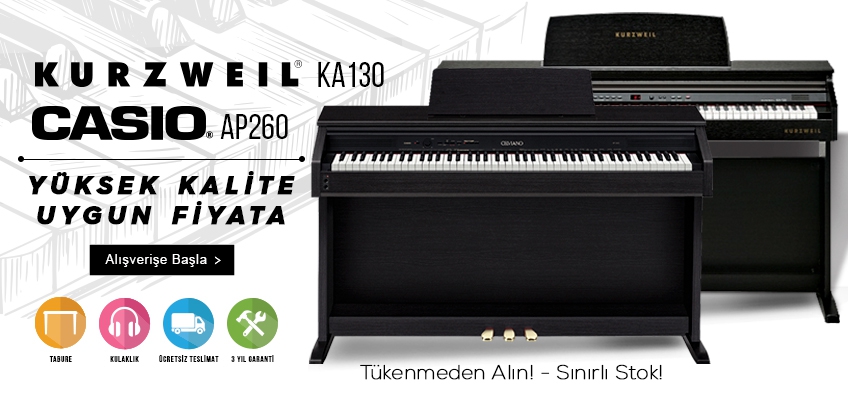 KURZWEIL® KA130
CASIO® AP260
YÜKSEK KALİTE
UYGUN FİYATA
Alışverişe Başla >
TABURE
KULAKLIK
ÜCRETSİZ TESLİMAT
3 YIL GARANTİ
CELVIANO
KURZWEIL
KURZWEIL
Tükenmeden Alın! - Sınırlı Stok!